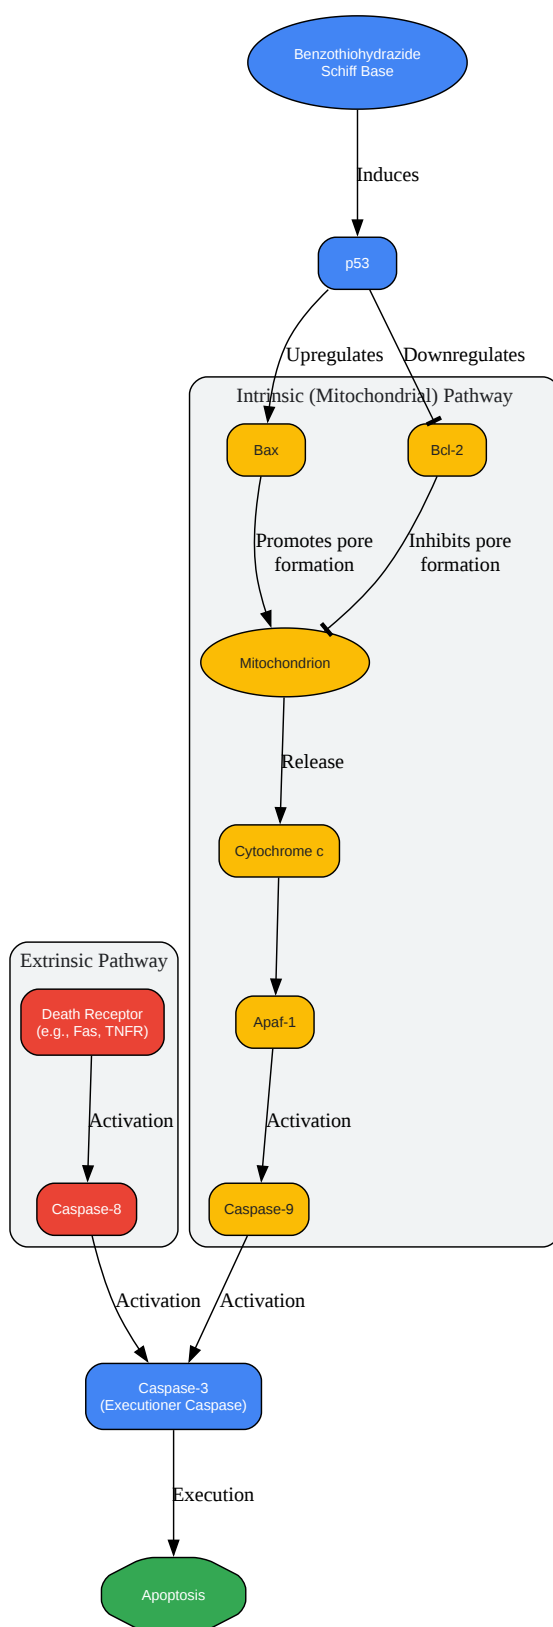 Benzothiohydrazide
Schiff Base
Induces
p53
Upregulates
Downregulates
Intrinsic (Mitochondrial) Pathway
Bax
Bcl-2
Promotes pore
formation
Inhibits pore
formation
Mitochondrion
Release
Cytochrome c
Extrinsic Pathway
Death Receptor
(e.g., Fas, TNFR)
Apaf-1
Activation
Activation
Caspase-8
Caspase-9
Activation
Activation
Caspase-3
(Executioner Caspase)
Execution
Apoptosis